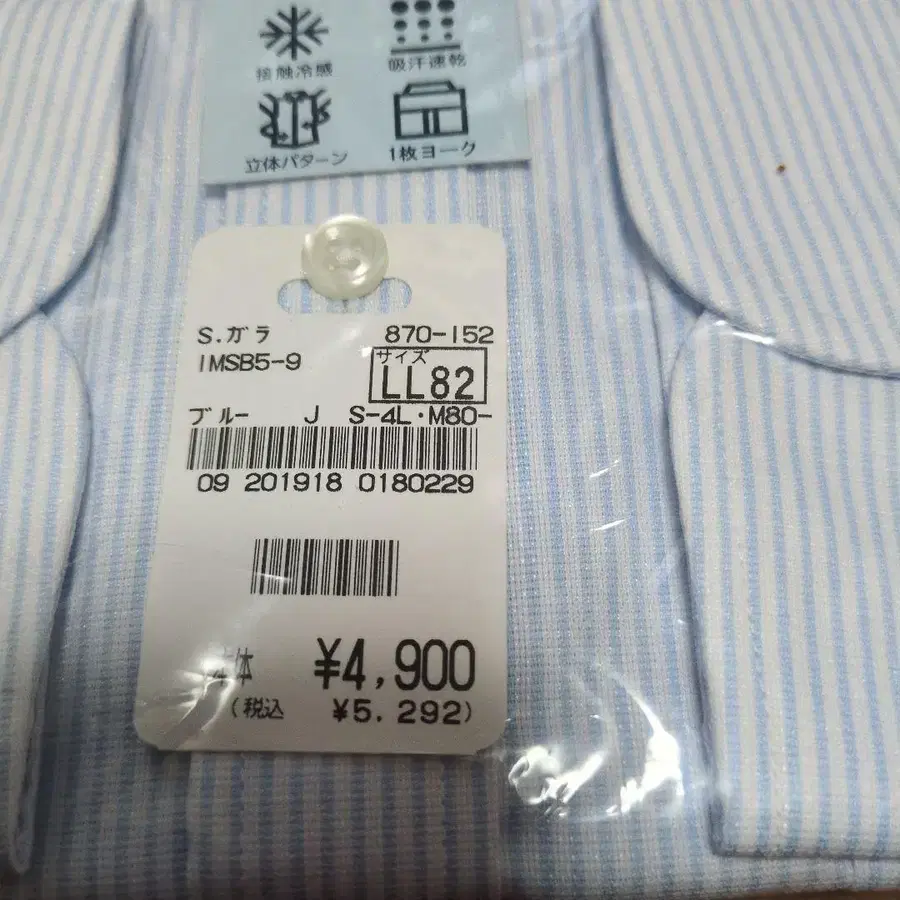 接触冷感
吸汗速乾
立体パターン
1枚ヨーク
S.ガラ 870-152
1MSB5-9
サイズ
LL82
ブルー J S-4L・M80-
09 201918 0180229
本体 ¥4,900
(税込 ¥5.292)